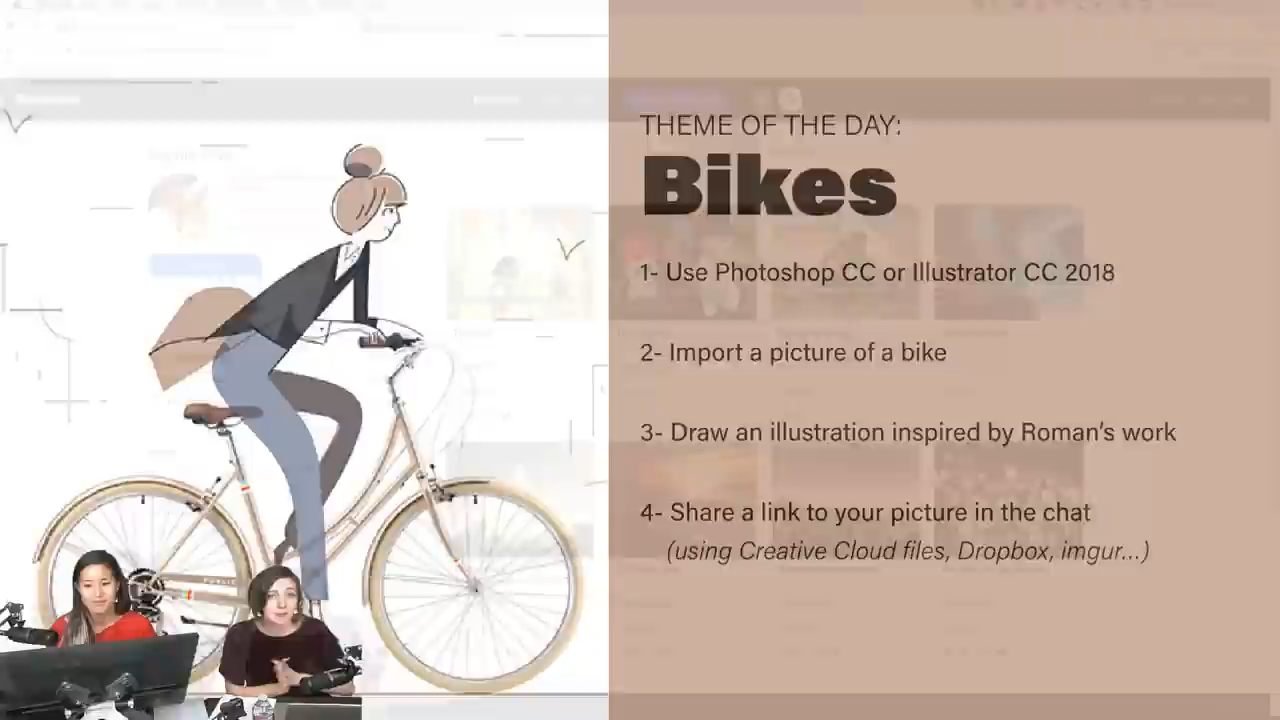 THEME OF THE DAY:
Bikes
1- Use Photoshop CC or Illustrator CC 2018
2- Import a picture of a bike
3- Draw an illustration inspired by Roman's work
4- Share a link to your picture in the chat
(using Creative Cloud files, Dropbox, imgur...)
PUBLIC